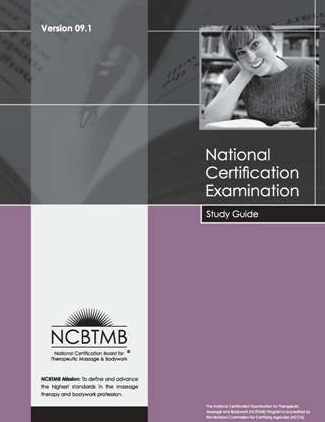 Version 09.1
National
Certification
Examination
Study Guide
NCBTMB
National Certification Board for
Therapeutic Massage & Bodywork
®
NCBTMB Mission: To define and advance
the highest standards in the massage
therapy and bodywork profession.
The National Certification Examination for Therapeutic
Massage and Bodywork (NCETMB) Program is accredited by
the National Commission for Certifying Agencies (NCCA).